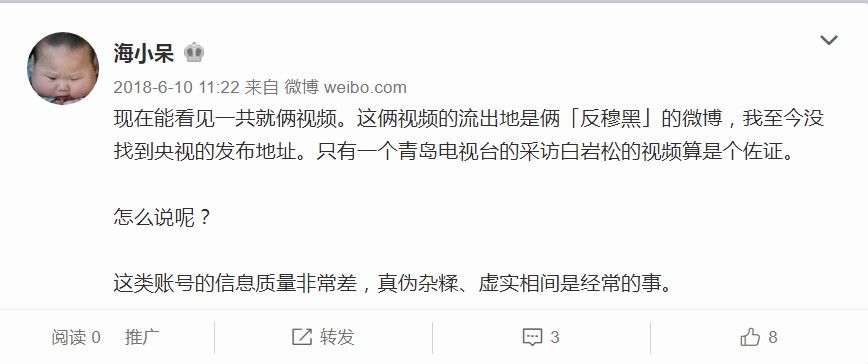 海小呆
2018-6-10 11:22 来自 微博 weibo.com
现在能看见一共就俩视频。这俩视频的流出地是俩「反穆黑」的微博，我至今没
找到央视的发布地址。只有一个青岛电视台的采访白岩松的视频算是个佐证。
怎么说呢？
这类账号的信息质量非常差，真伪杂糅、虚实相间是经常的事。
阅读 0 推广 转发 3 8